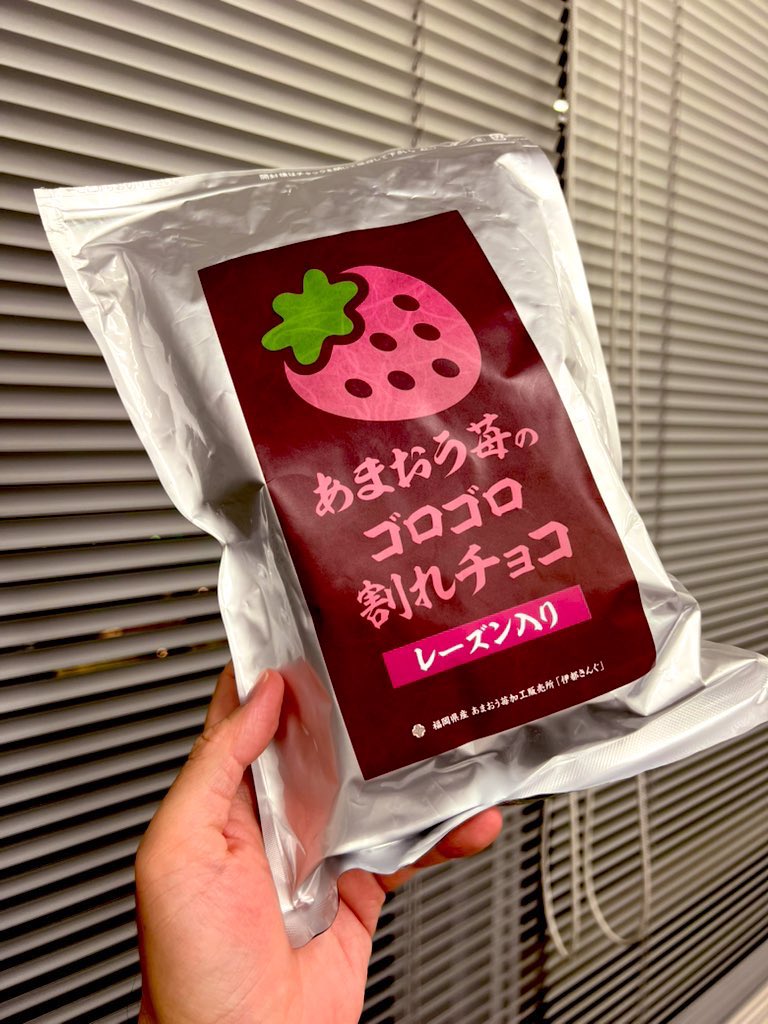 あまおう苺の
ゴロゴロ
割れチョコ
レーズン入り
福岡県産 あまおう苺加工販売所「伊都きんぐ」